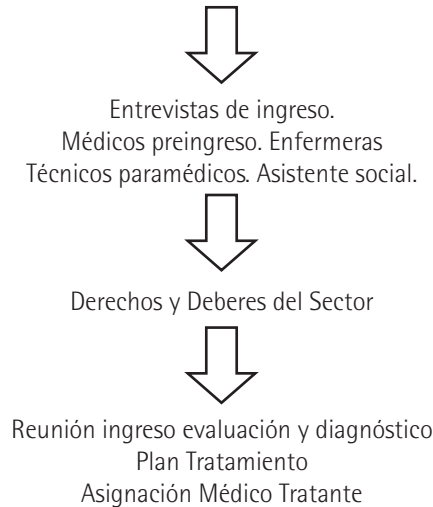 Entrevistas de ingreso.
Médicos preingreso. Enfermeras
Técnicos paramédicos. Asistente social.
Derechos y Deberes del Sector
Reunión ingreso evaluación y diagnóstico
Plan Tratamiento
Asignación Médico Tratante